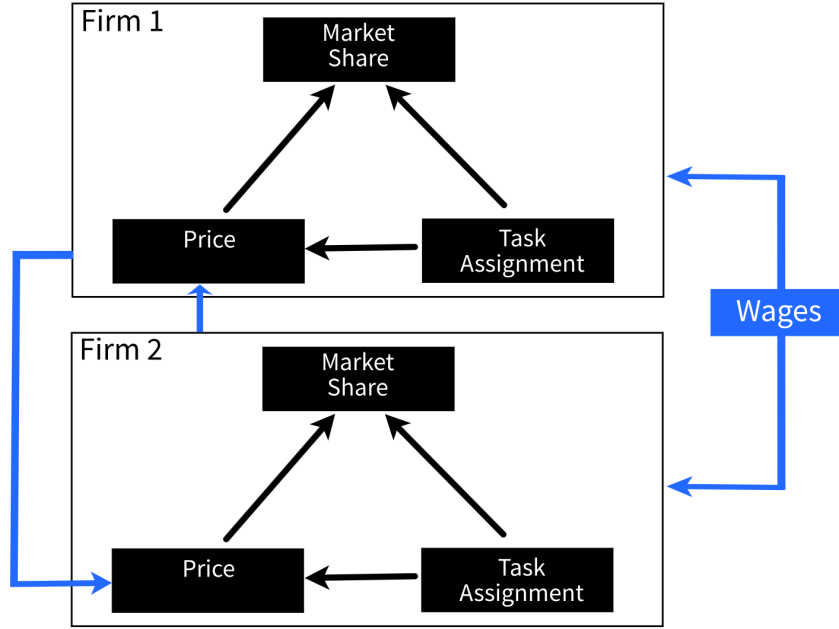 Firm 1
Market
Share
Price
Task
Assignment
Wages
Firm 2
Market
Share
Price
Task
Assignment